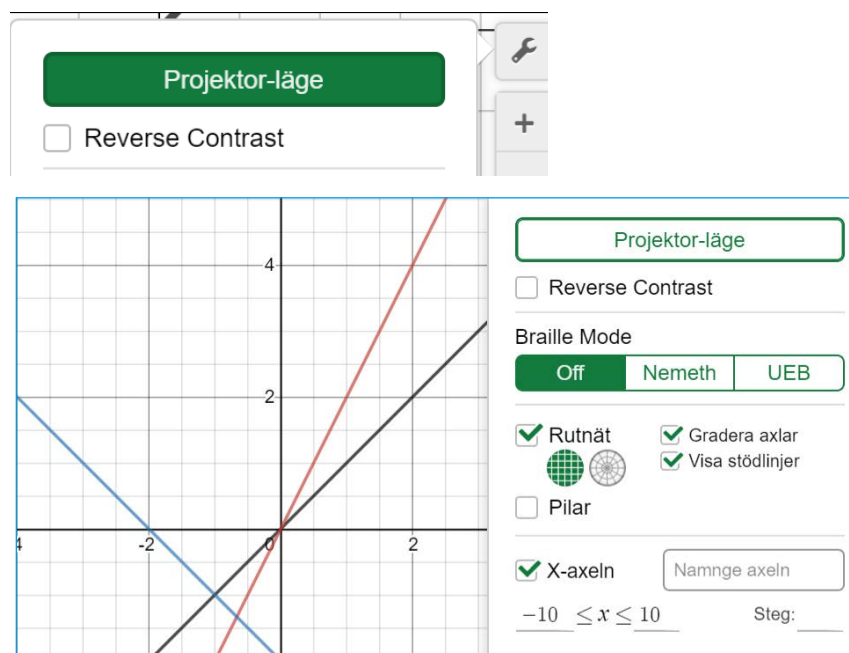 Projektor-läge
Reverse Contrast
+
Projektor-läge
Reverse Contrast
Braille Mode
Off Nemeth UEB
Rutnät Gradera axlar
Visa stödlinjer
Pilar
X-axeln Namnge axeln
−10 ≤ x ≤ 10 Steg:
4
2
4 -2 0 2